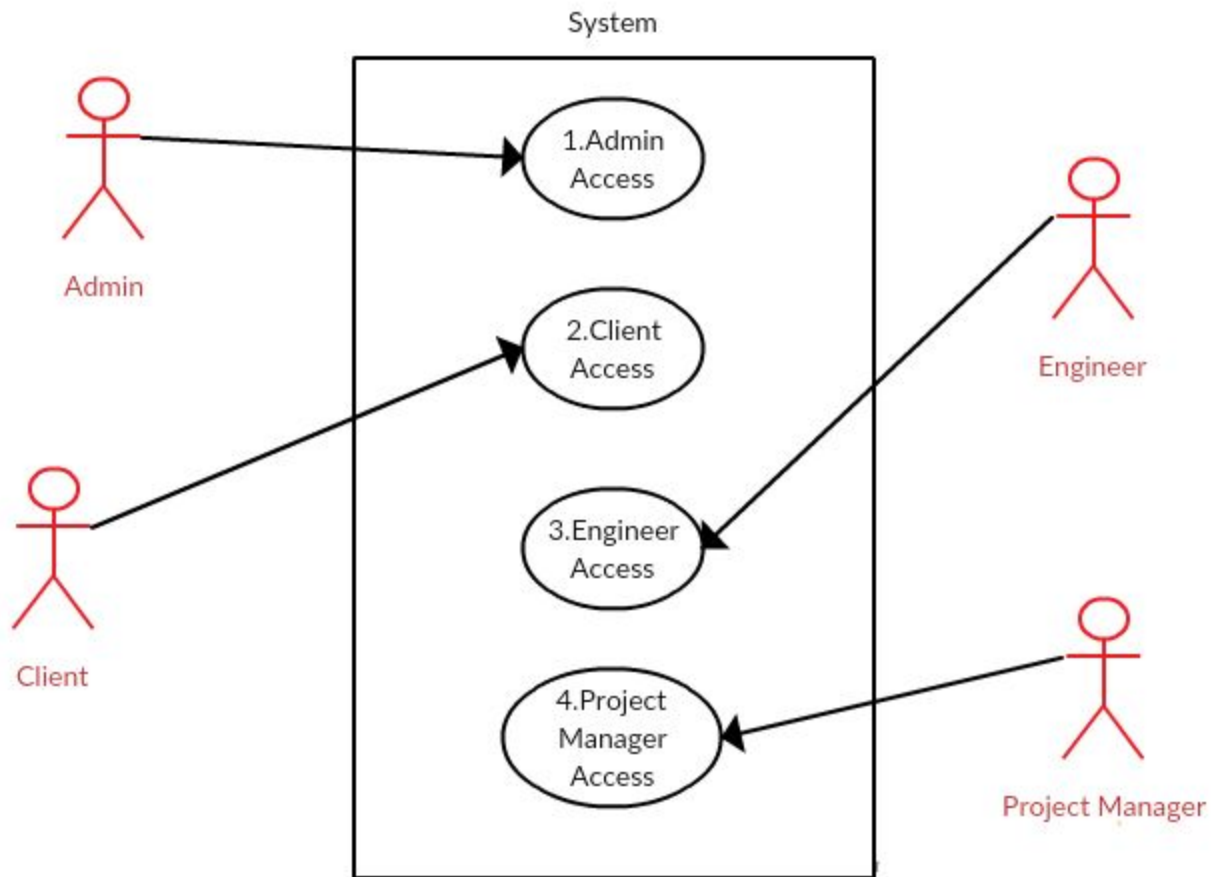 System
1.Admin
Access
Admin
2.Client
Access
Engineer
3.Engineer
Access
Client
4.Project
Manager
Access
Project Manager